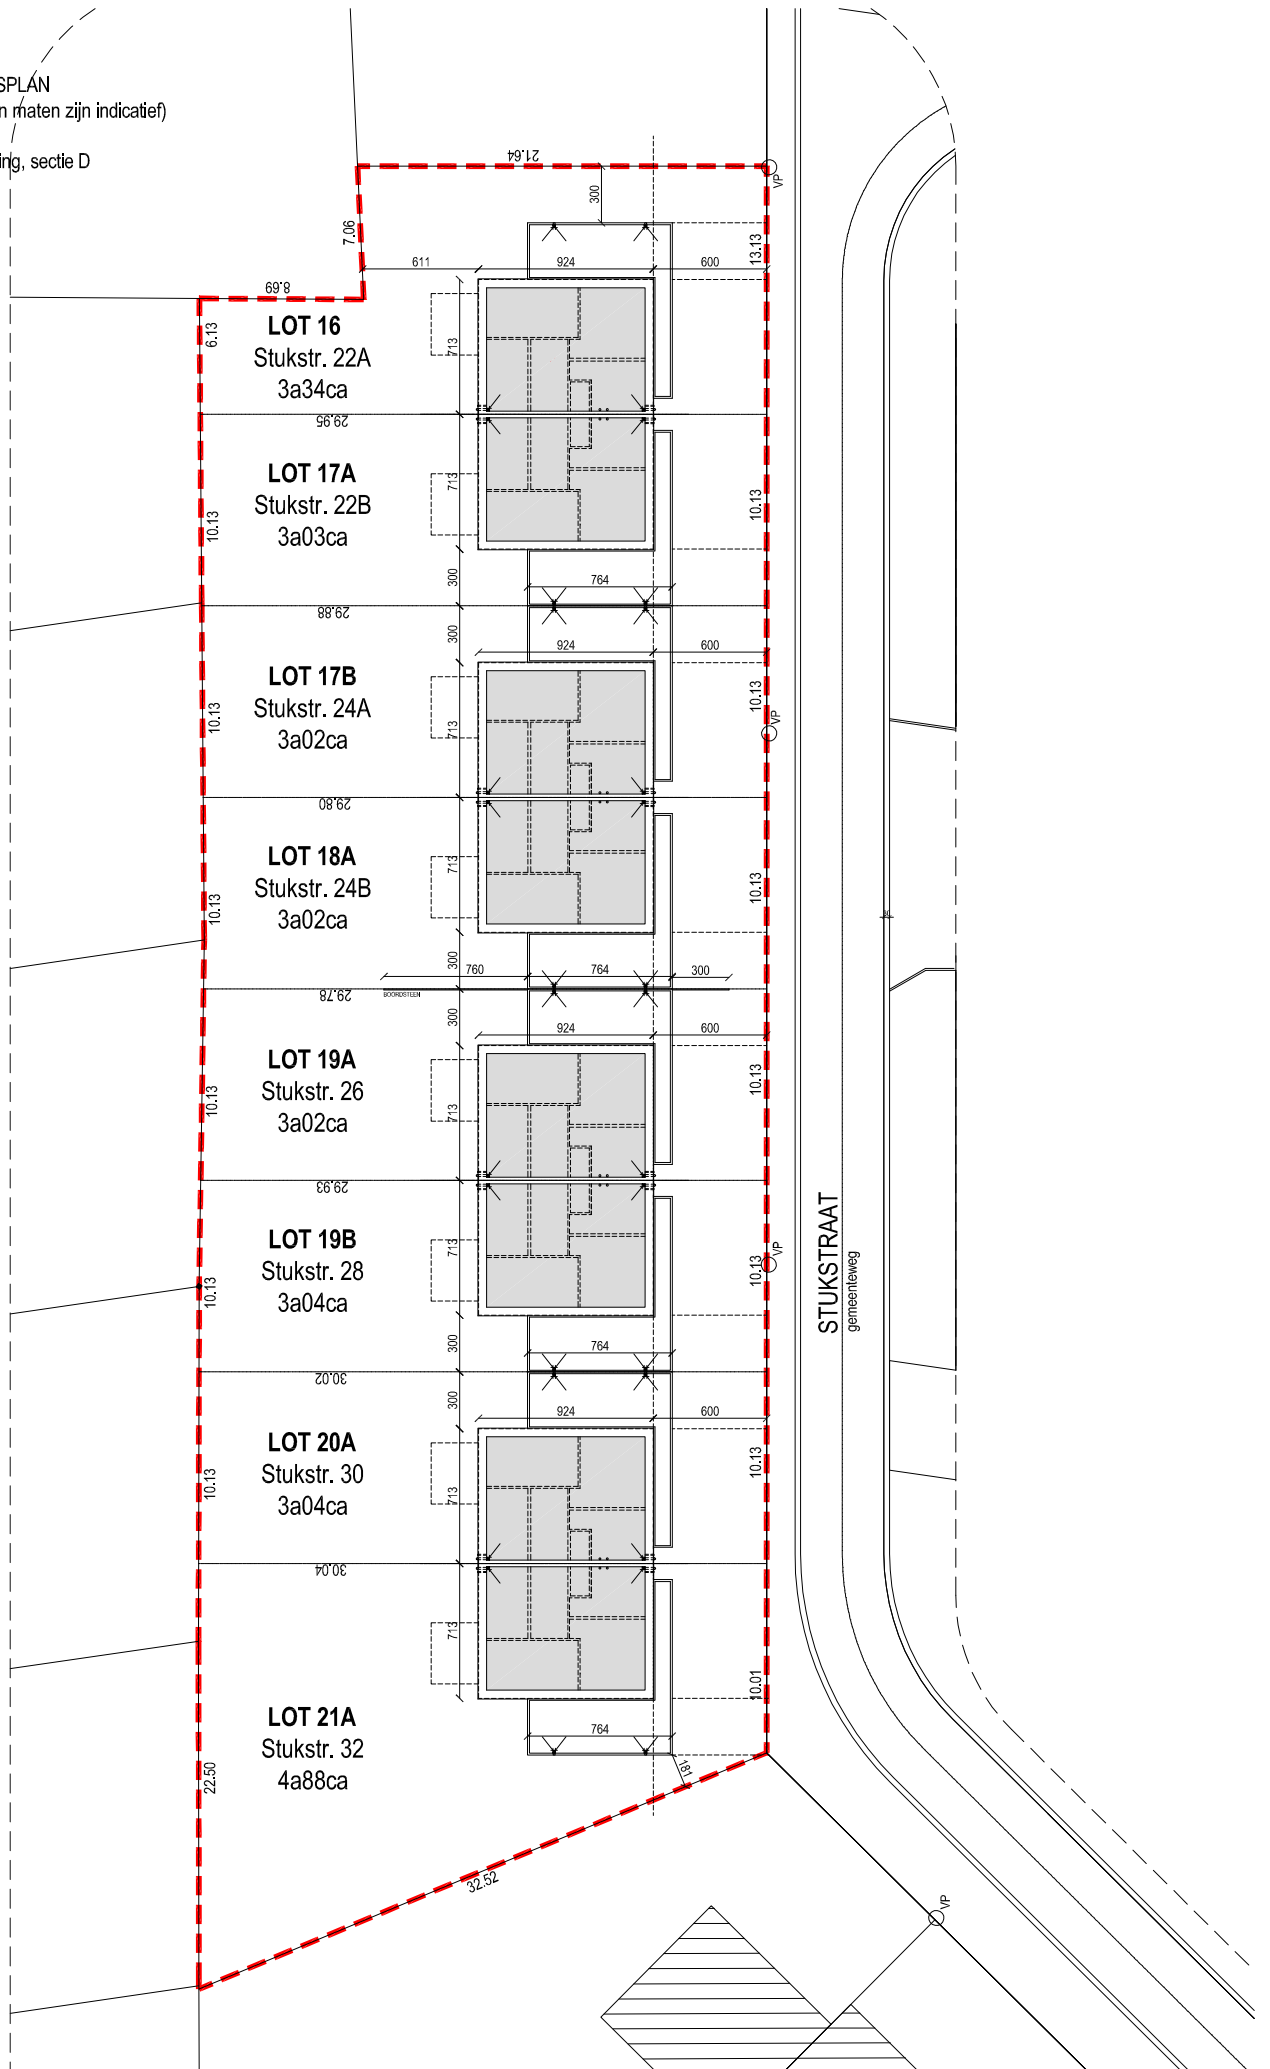 SPLAN
n maten zijn indicatief)
ing, sectie D
21.64
VP
300
7.06
13.13
611
924
600
8.69
6.13
LOT 16
Stukstr. 22A
3a34ca
713
29.95
LOT 17A
Stukstr. 22B
3a03ca
713
10.13
10.13
300
764
29.88
300
924
600
LOT 17B
Stukstr. 24A
3a02ca
10.13
713
10.13
VP
29.80
LOT 18A
Stukstr. 24B
3a02ca
10.13
713
10.13
300
760
764
300
29.78
BOORDSTEEN
300
924
600
LOT 19A
Stukstr. 26
3a02ca
10.13
713
10.13
29.93
LOT 19B
Stukstr. 28
3a04ca
10.13
713
10.13
VP
STUKSTRAAT
gemeenteweg
300
764
30.02
300
924
600
LOT 20A
Stukstr. 30
3a04ca
10.13
713
10.13
30.04
713
10.01
LOT 21A
Stukstr. 32
4a88ca
22.50
764
181
32.52
VP